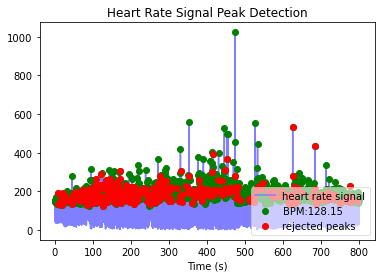 Heart Rate Signal Peak Detection
1000
800
600
400
200
0
heart rate signal
BPM:128.15
rejected peaks
0 100 200 300 400 500 600 700 800
Time (s)